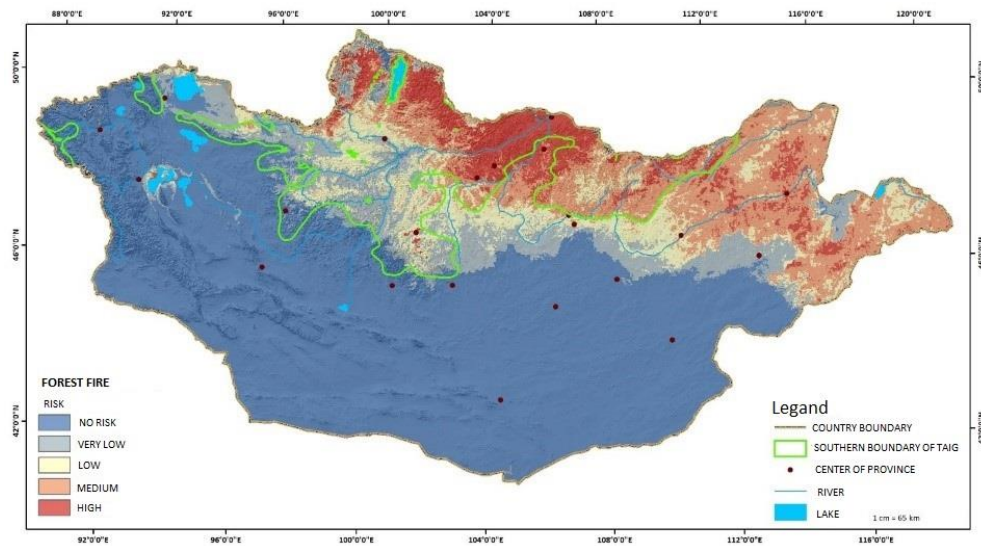 88°0'0"E 92°0'0"E 96°0'0"E 100°0'0"E 104°0'0"E 108°0'0"E 112°0'0"E 116°0'0"E 120°0'0"E
50°0'0"N
46°0'0"N
42°0'0"N
FOREST FIRE
RISK
NO RISK
VERY LOW
LOW
MEDIUM
HIGH
Legand
COUNTRY BOUNDARY
SOUTHERN BOUNDARY OF TAIG
CENTER OF PROVINCE
RIVER
LAKE
1 cm = 65 km
92°0'0"E 96°0'0"E 100°0'0"E 104°0'0"E 108°0'0"E 112°0'0"E 116°0'0"E